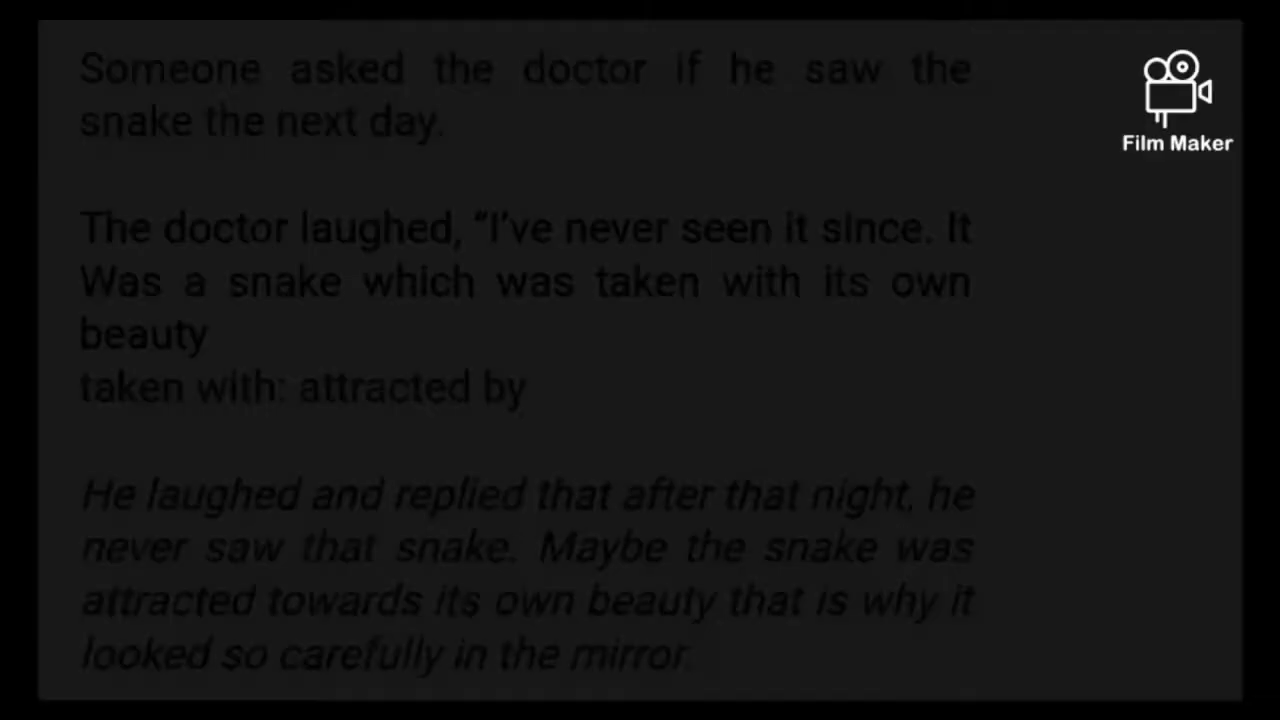 Someone asked the doctor if he saw the
snake the next day.
The doctor laughed, “I’ve never seen it since. It
Was a snake which was taken with its own
beauty
taken with: attracted by
He laughed and replied that after that night, he
never saw that snake. Maybe the snake was
attracted towards its own beauty that is why it
looked so carefully in the mirror.
Film Maker